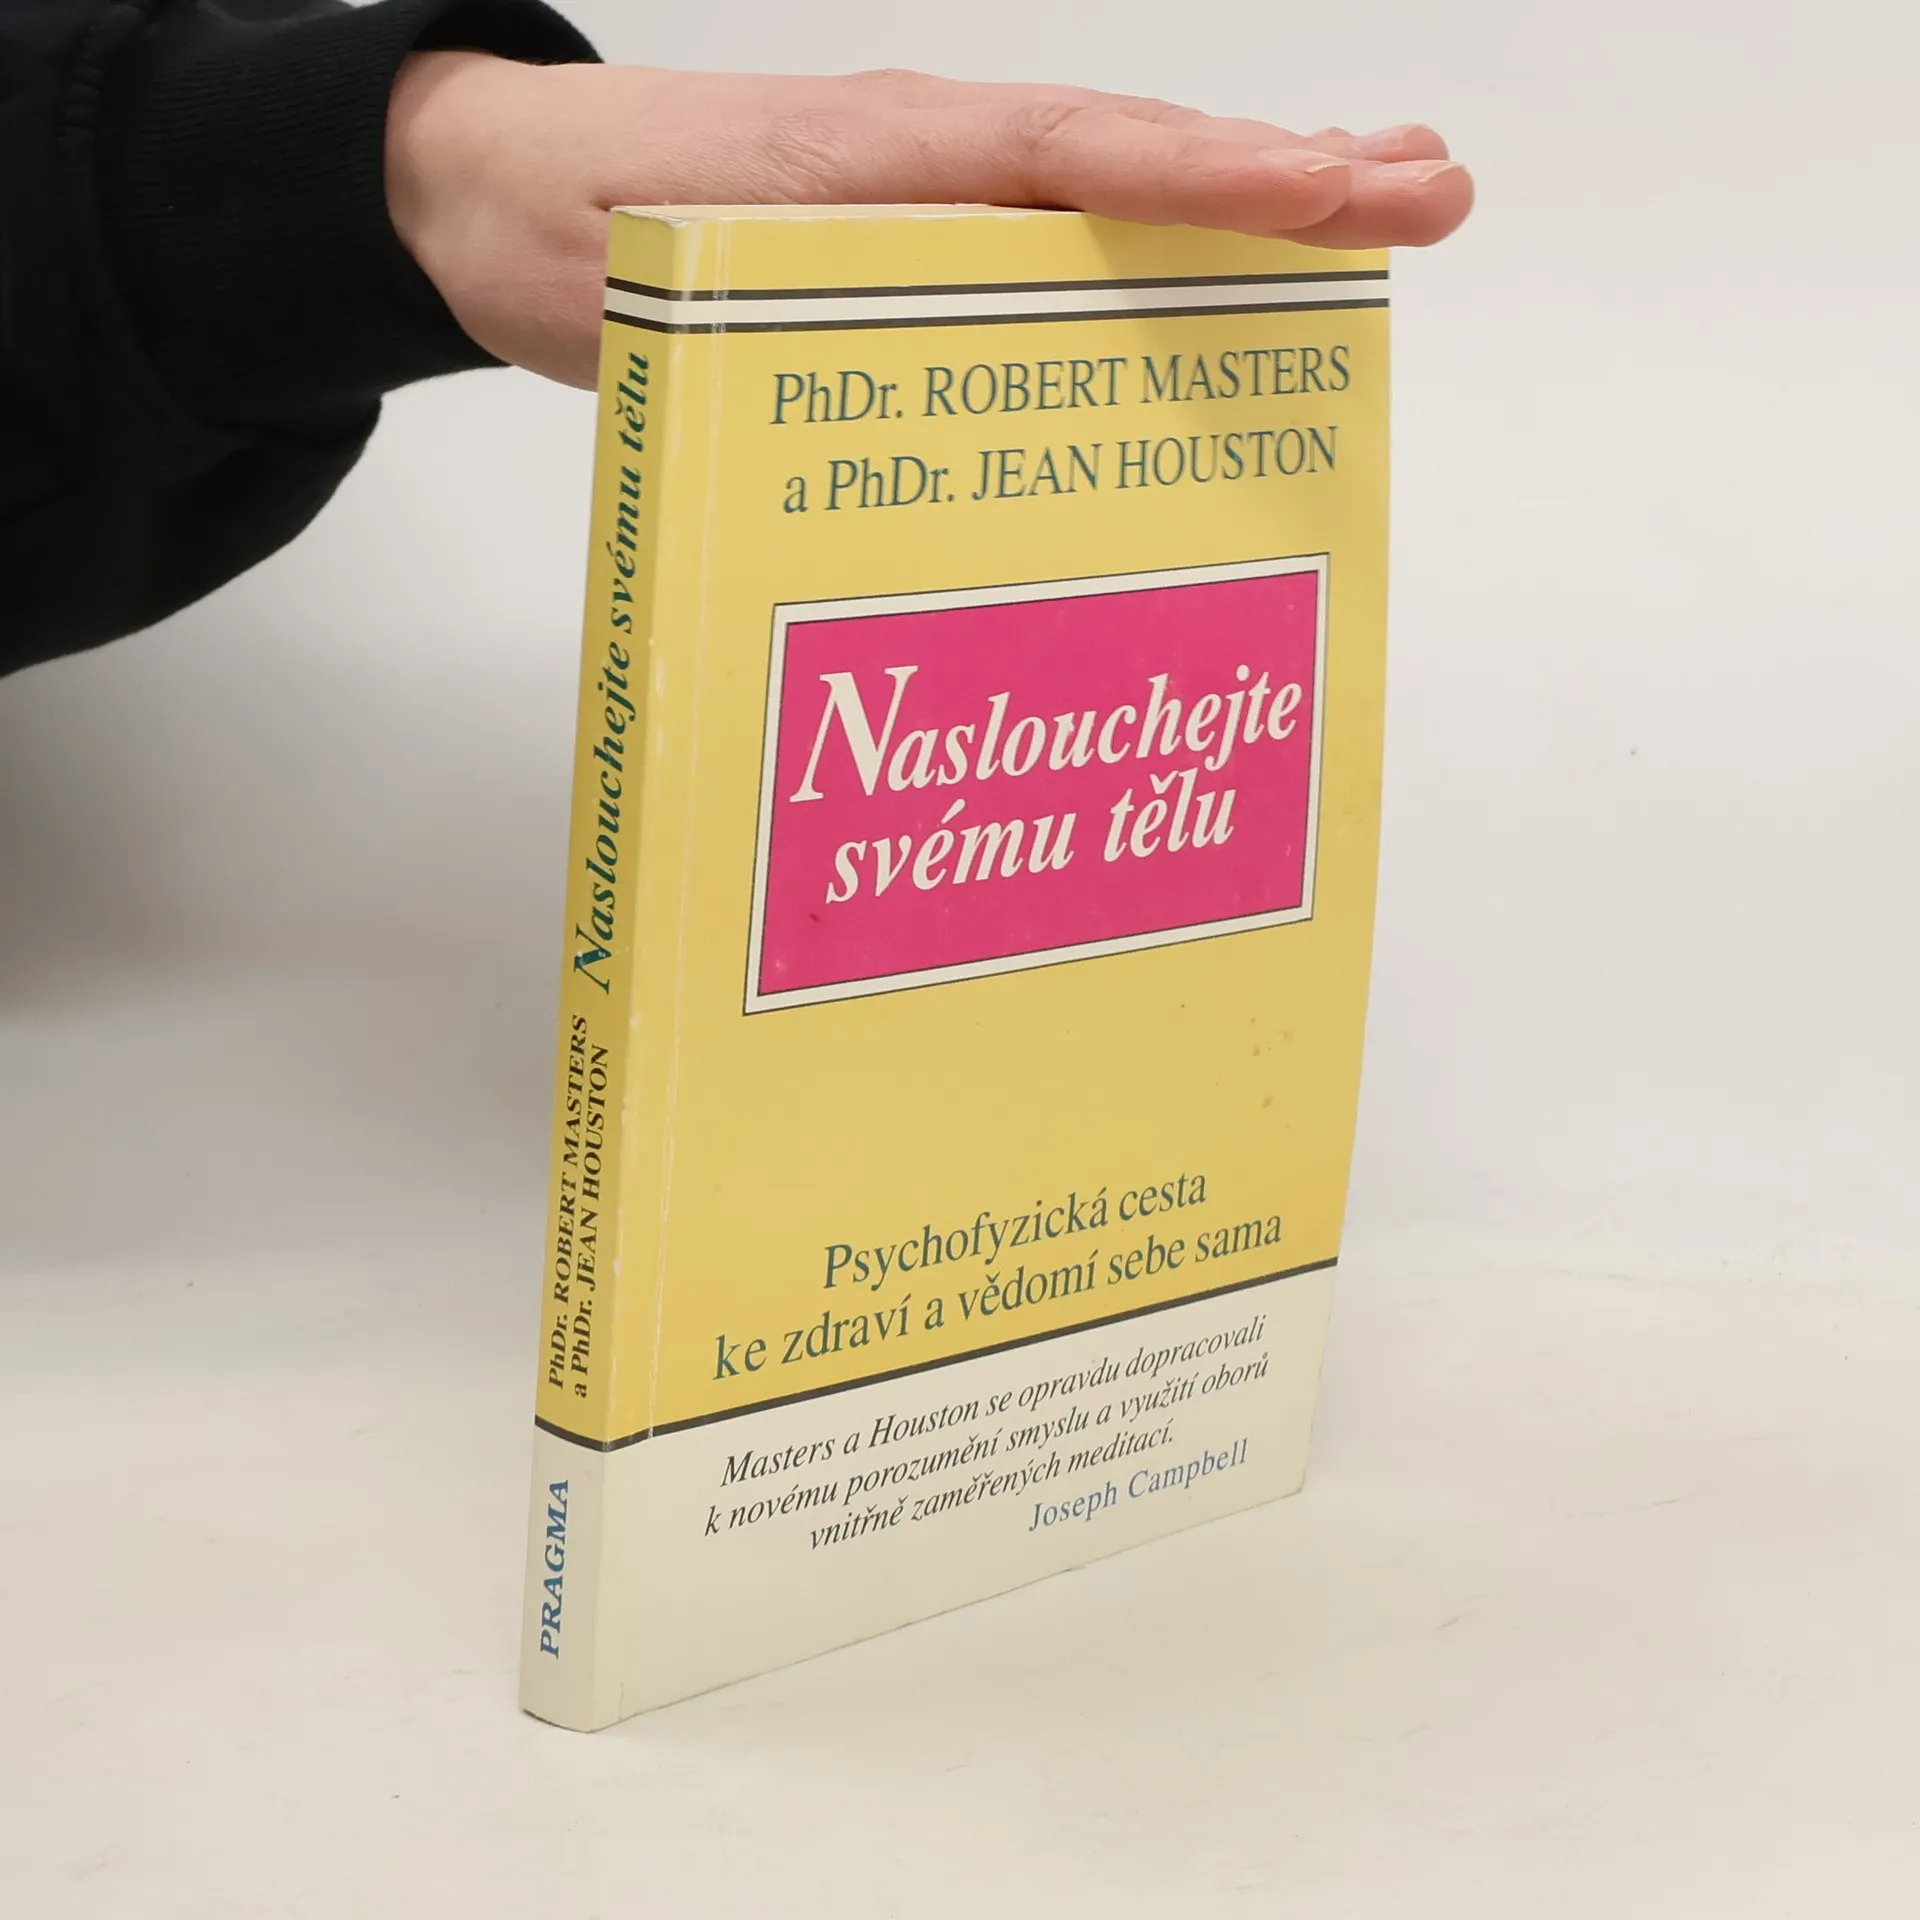 PhDr. ROBERT MASTERS
a PhDr. JEAN HOUSTON
Naslouchejte
svému tělu
Psychofyzická cesta
ke zdraví a vědomí sebe sama
Masters a Houston se opravdu dopracovali
k novému porozumění smyslu a využití oborů
vnitřně zaměřených meditací.
Joseph Campbell
PhDr. ROBERT MASTERS
a PhDr. JEAN HOUSTON
Naslouchejte svému tělu
PRAGMA